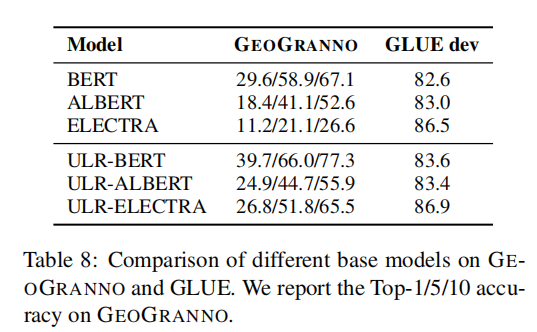 Model GEOGRANNO GLUE dev
BERT 29.6/58.9/67.1 82.6
ALBERT 18.4/41.1/52.6 83.0
ELECTRA 11.2/21.1/26.6 86.5
ULR-BERT 39.7/66.0/77.3 83.6
ULR-ALBERT 24.9/44.7/55.9 83.4
ULR-ELECTRA 26.8/51.8/65.5 86.9
Table 8: Comparison of different base models on GE-
OGRANNO and GLUE. We report the Top-1/5/10 accu-
racy on GEOGRANNO.